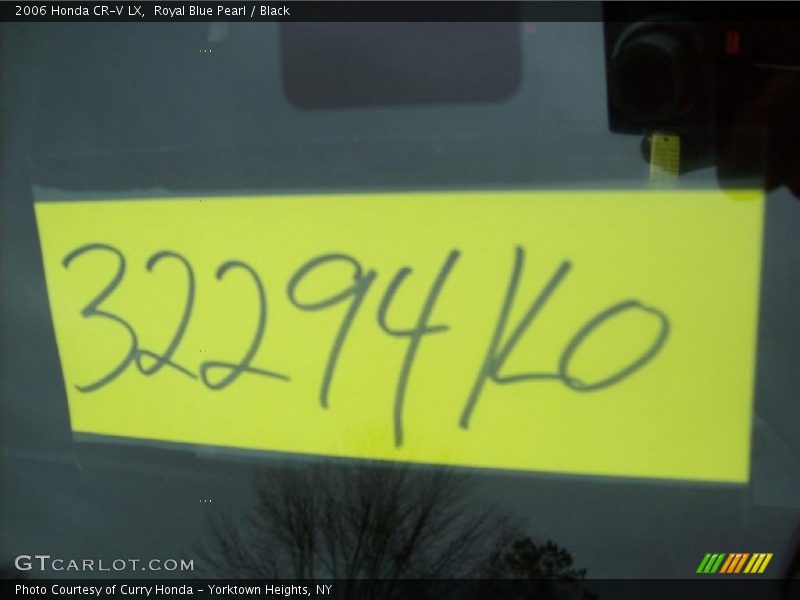 2006 Honda CR-V LX,  Royal Blue Pearl / Black
32294KO
GTCARLOT.COM
Photo Courtesy of Curry Honda - Yorktown Heights, NY